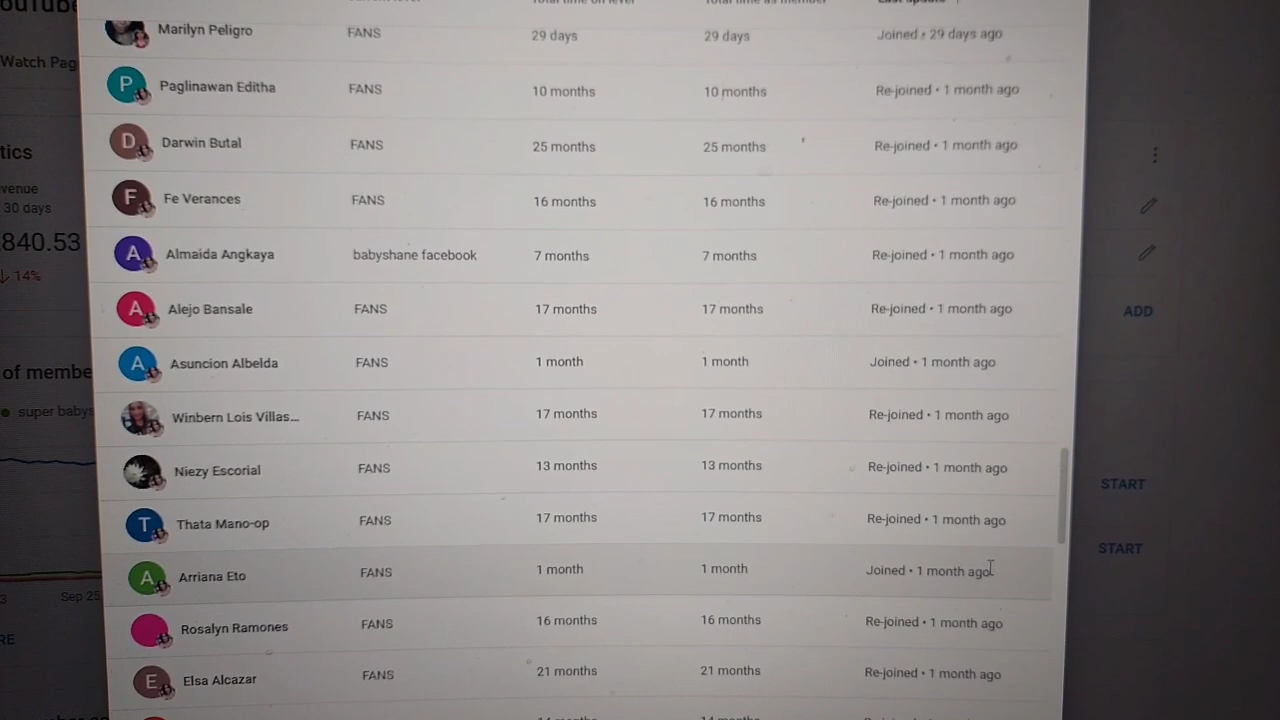 Marilyn Peligro FANS 29 days 29 days Joined • 29 days ago
Watch Pag
P Paglinawan Editha FANS 10 months 10 months Re-joined • 1 month ago
D Darwin Butal FANS 25 months 25 months Re-joined • 1 month ago
tics
venue
30 days
F Fe Verances FANS 16 months 16 months Re-joined • 1 month ago
840.53
A Almaida Angkaya babyshane facebook 7 months 7 months Re-joined • 1 month ago
↓ 14%
A Alejo Bansale FANS 17 months 17 months Re-joined • 1 month ago
ADD
of membe
A Asuncion Albelda FANS 1 month 1 month Joined • 1 month ago
super babys
Winbern Lois Villas... FANS 17 months 17 months Re-joined • 1 month ago
Niezy Escorial FANS 13 months 13 months Re-joined • 1 month ago
START
T Thata Mano-op FANS 17 months 17 months Re-joined • 1 month ago
START
A Arriana Eto FANS 1 month 1 month Joined • 1 month ago
3 Sep 25
Rosalyn Ramones FANS 16 months 16 months Re-joined • 1 month ago
RE
E Elsa Alcazar FANS 21 months 21 months Re-joined • 1 month ago